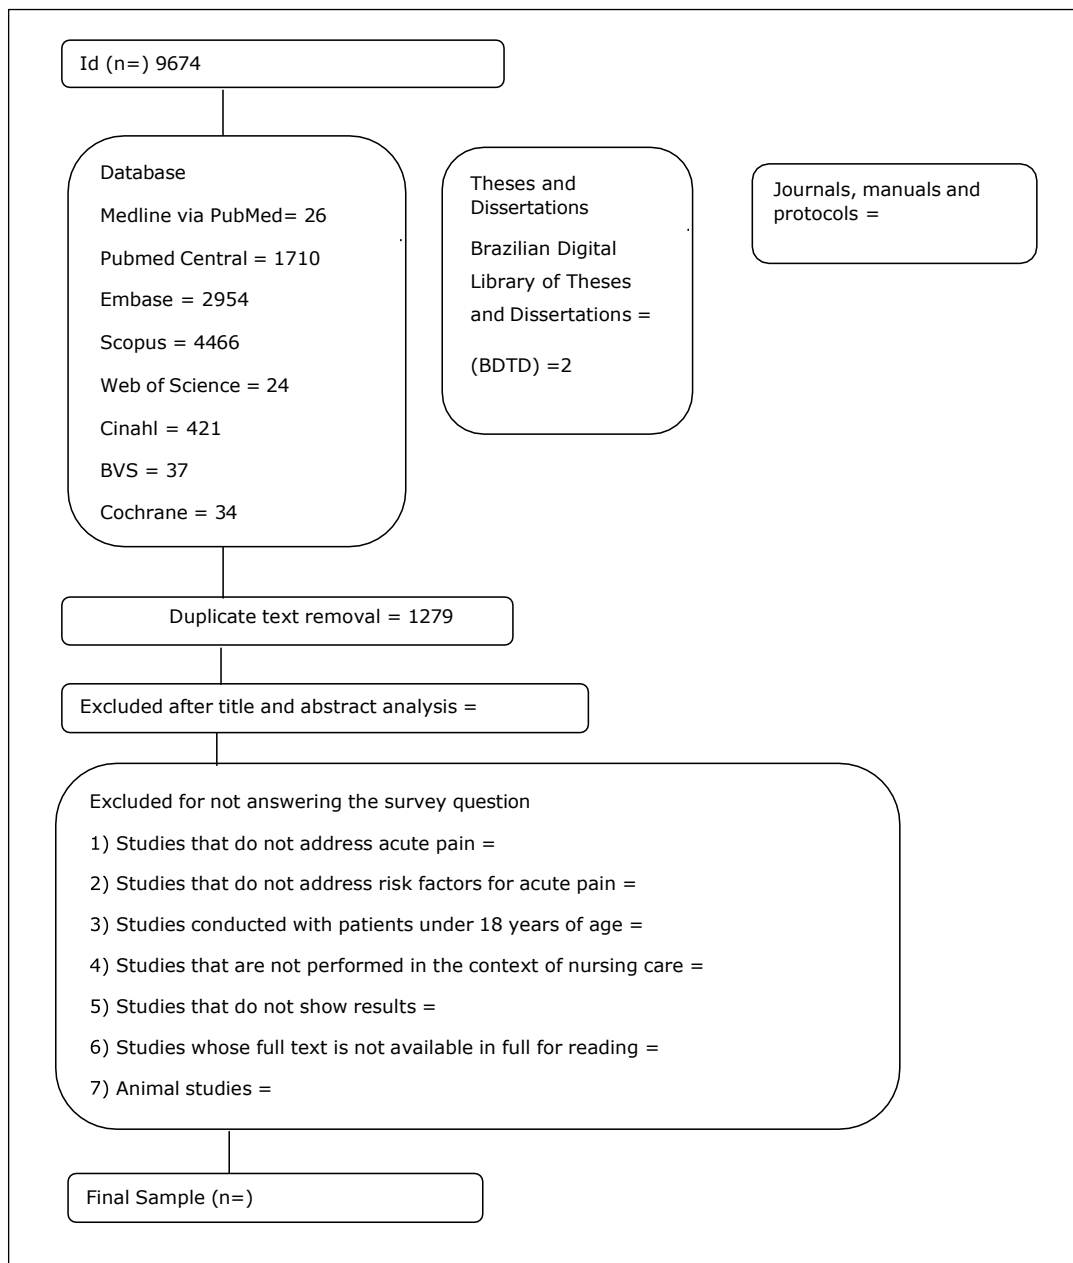 Id (n=) 9674
Database
Medline via PubMed= 26
Pubmed Central = 1710
Embase = 2954
Scopus = 4466
Web of Science = 24
Cinahl = 421
BVS = 37
Cochrane = 34
Theses and
Dissertations
Brazilian Digital
Library of Theses
and Dissertations =
(BDTD) =2
Journals, manuals and
protocols =
Duplicate text removal = 1279
Excluded after title and abstract analysis =
Excluded for not answering the survey question
1) Studies that do not address acute pain =
2) Studies that do not address risk factors for acute pain =
3) Studies conducted with patients under 18 years of age =
4) Studies that are not performed in the context of nursing care =
5) Studies that do not show results =
6) Studies whose full text is not available in full for reading =
7) Animal studies =
Final Sample (n=)